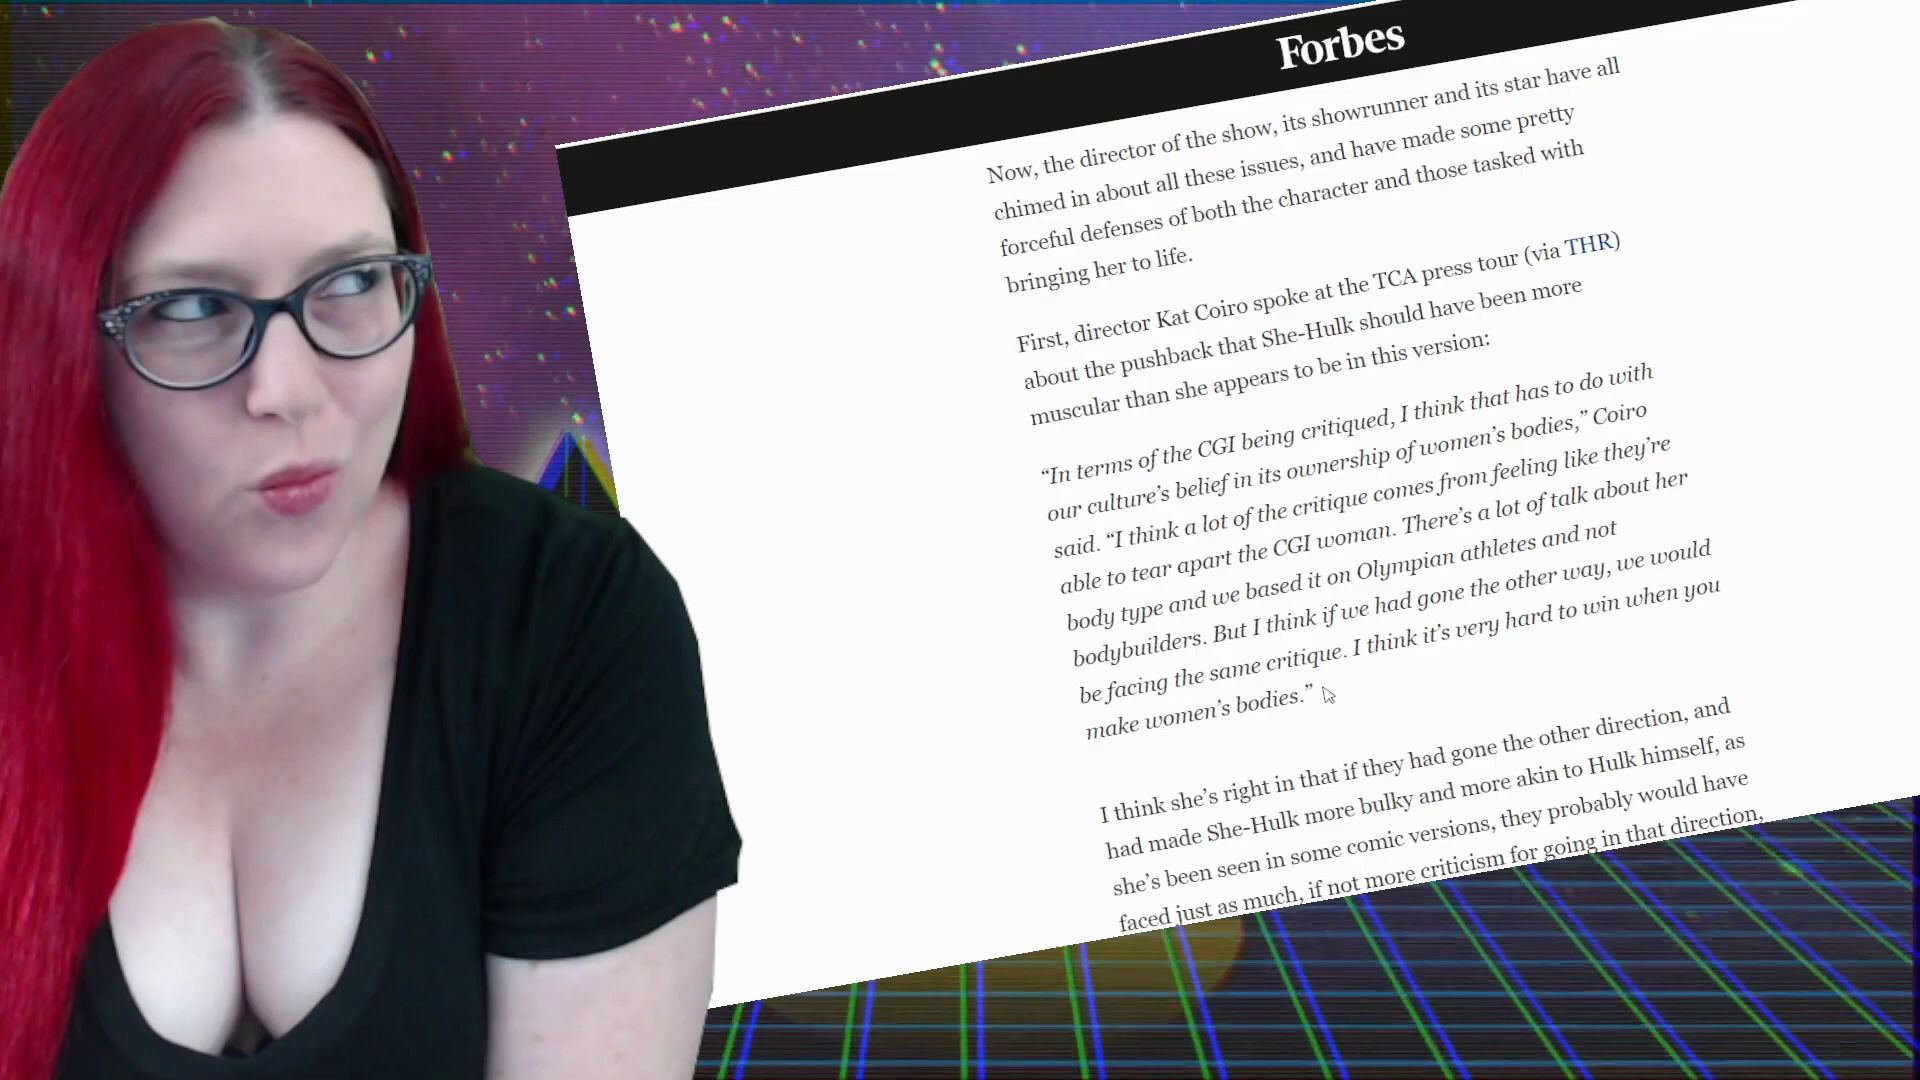 Forbes
Now, the director of the show, its showrunner and its star have all
chimed in about all these issues, and have made some pretty
forceful defenses of both the character and those tasked with
bringing her to life.
First, director Kat Coiro spoke at the TCA press tour (via THR)
about the pushback that She-Hulk should have been more
muscular than she appears to be in this version:
“In terms of the CGI being critiqued, I think that has to do with
our culture’s belief in its ownership of women’s bodies,” Coiro
said. “I think a lot of the critique comes from feeling like they’re
able to tear apart the CGI woman. There’s a lot of talk about her
body type and we based it on Olympian athletes and not
bodybuilders. But I think if we had gone the other way, we would
be facing the same critique. I think it’s very hard to win when you
make women’s bodies.”
I think she’s right in that if they had gone the other direction, and
had made She-Hulk more bulky and more akin to Hulk himself, as
she’s been seen in some comic versions, they probably would have
faced just as much, if not more criticism for going in that direction,